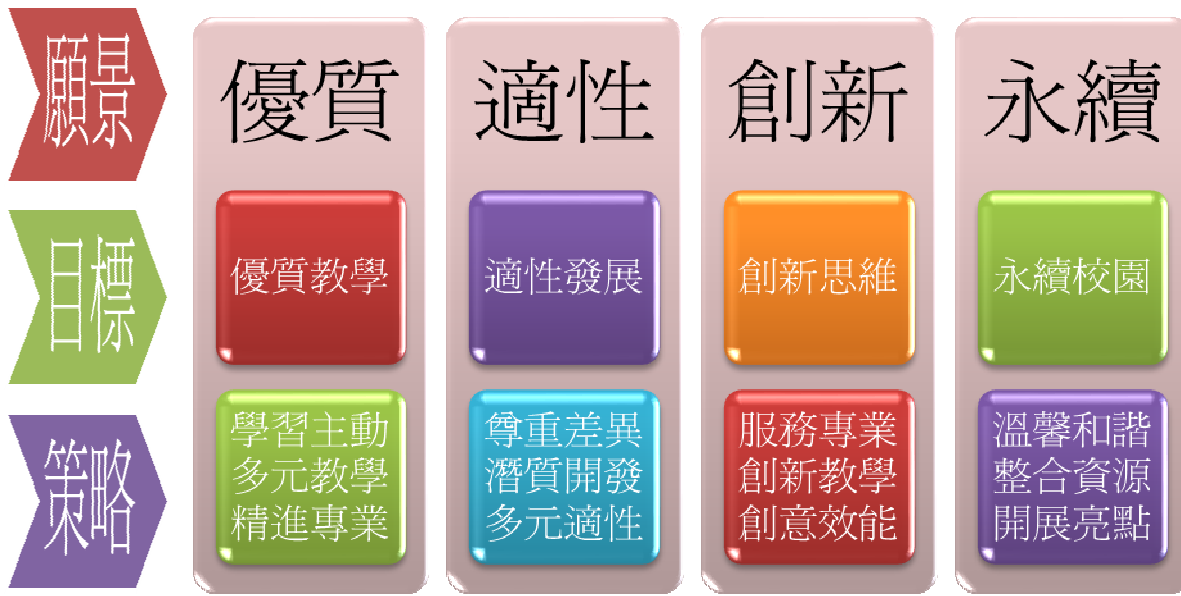 願景
優質
適性
創新
永續
目標
優質教學
適性發展
創新思維
永續校園
策略
學習主動
多元教學
精進專業
尊重差異
潛質開發
多元適性
服務專業
創新教學
創意效能
溫馨和諧
整合資源
開展亮點